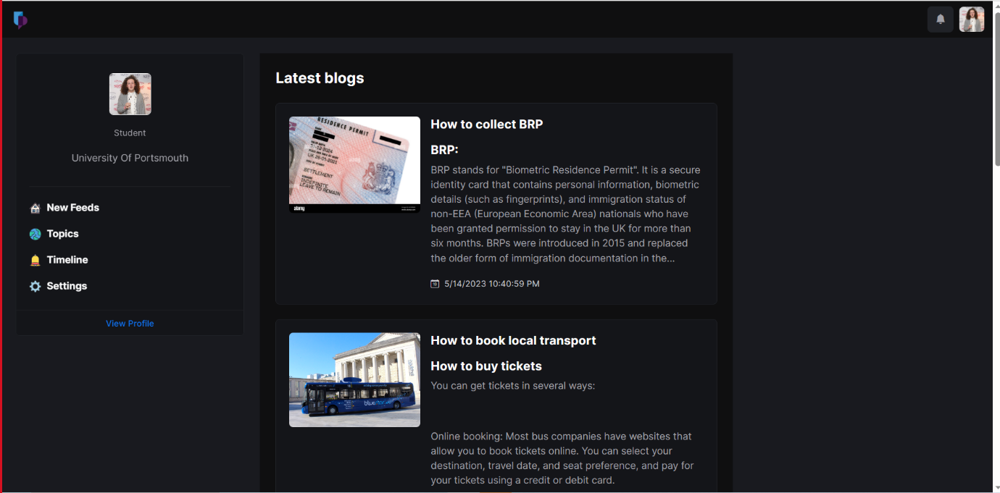 Student
University Of Portsmouth
New Feeds
Topics
Timeline
Settings
View Profile
Latest blogs
RESIDENCE PERMIT
31-12-2024
UK 26-05-2021
SETTLEMENT
INDEFINITE
LEAVE TO REMAIN
alamy
How to collect BRP
BRP:
BRP stands for "Biometric Residence Permit". It is a secure
identity card that contains personal information, biometric
details (such as fingerprints), and immigration status of
non-EEA (European Economic Area) nationals who have
been granted permission to stay in the UK for more than
six months. BRPs were introduced in 2015 and replaced
the older form of immigration documentation in the...
5/14/2023 10:40:59 PM
bluestar
How to book local transport
How to buy tickets
You can get tickets in several ways:
Online booking: Most bus companies have websites that
allow you to book tickets online. You can select your
destination, travel date, and seat preference, and pay for
your tickets using a credit or debit card.